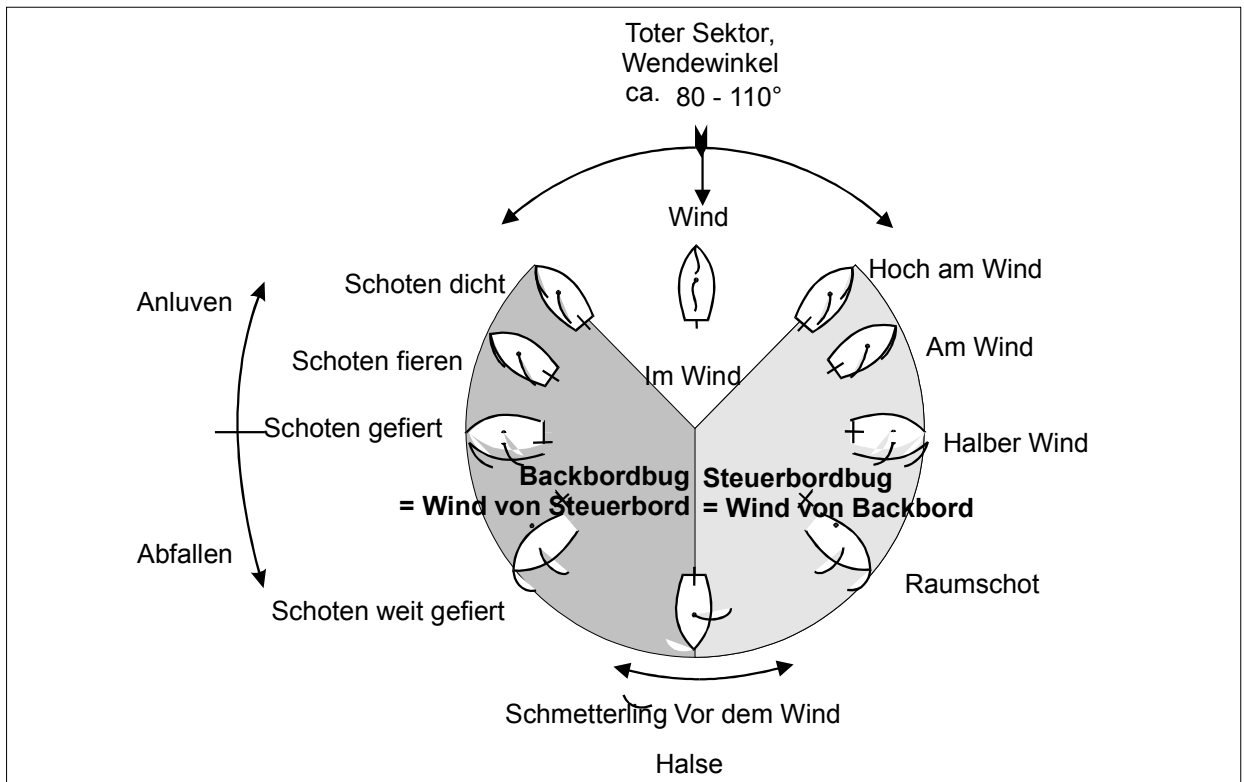 Toter Sektor,
Wendewinkel
ca. 80 - 110°
Wind
Hoch am Wind
Schoten dicht
Anluven
Am Wind
Schoten fieren
Im Wind
Schoten gefiert
Halber Wind
Backbordbug
= Wind von Steuerbord
Steuerbordbug
= Wind von Backbord
Abfallen
Raumschot
Schoten weit gefiert
Schmetterling Vor dem Wind
Halse